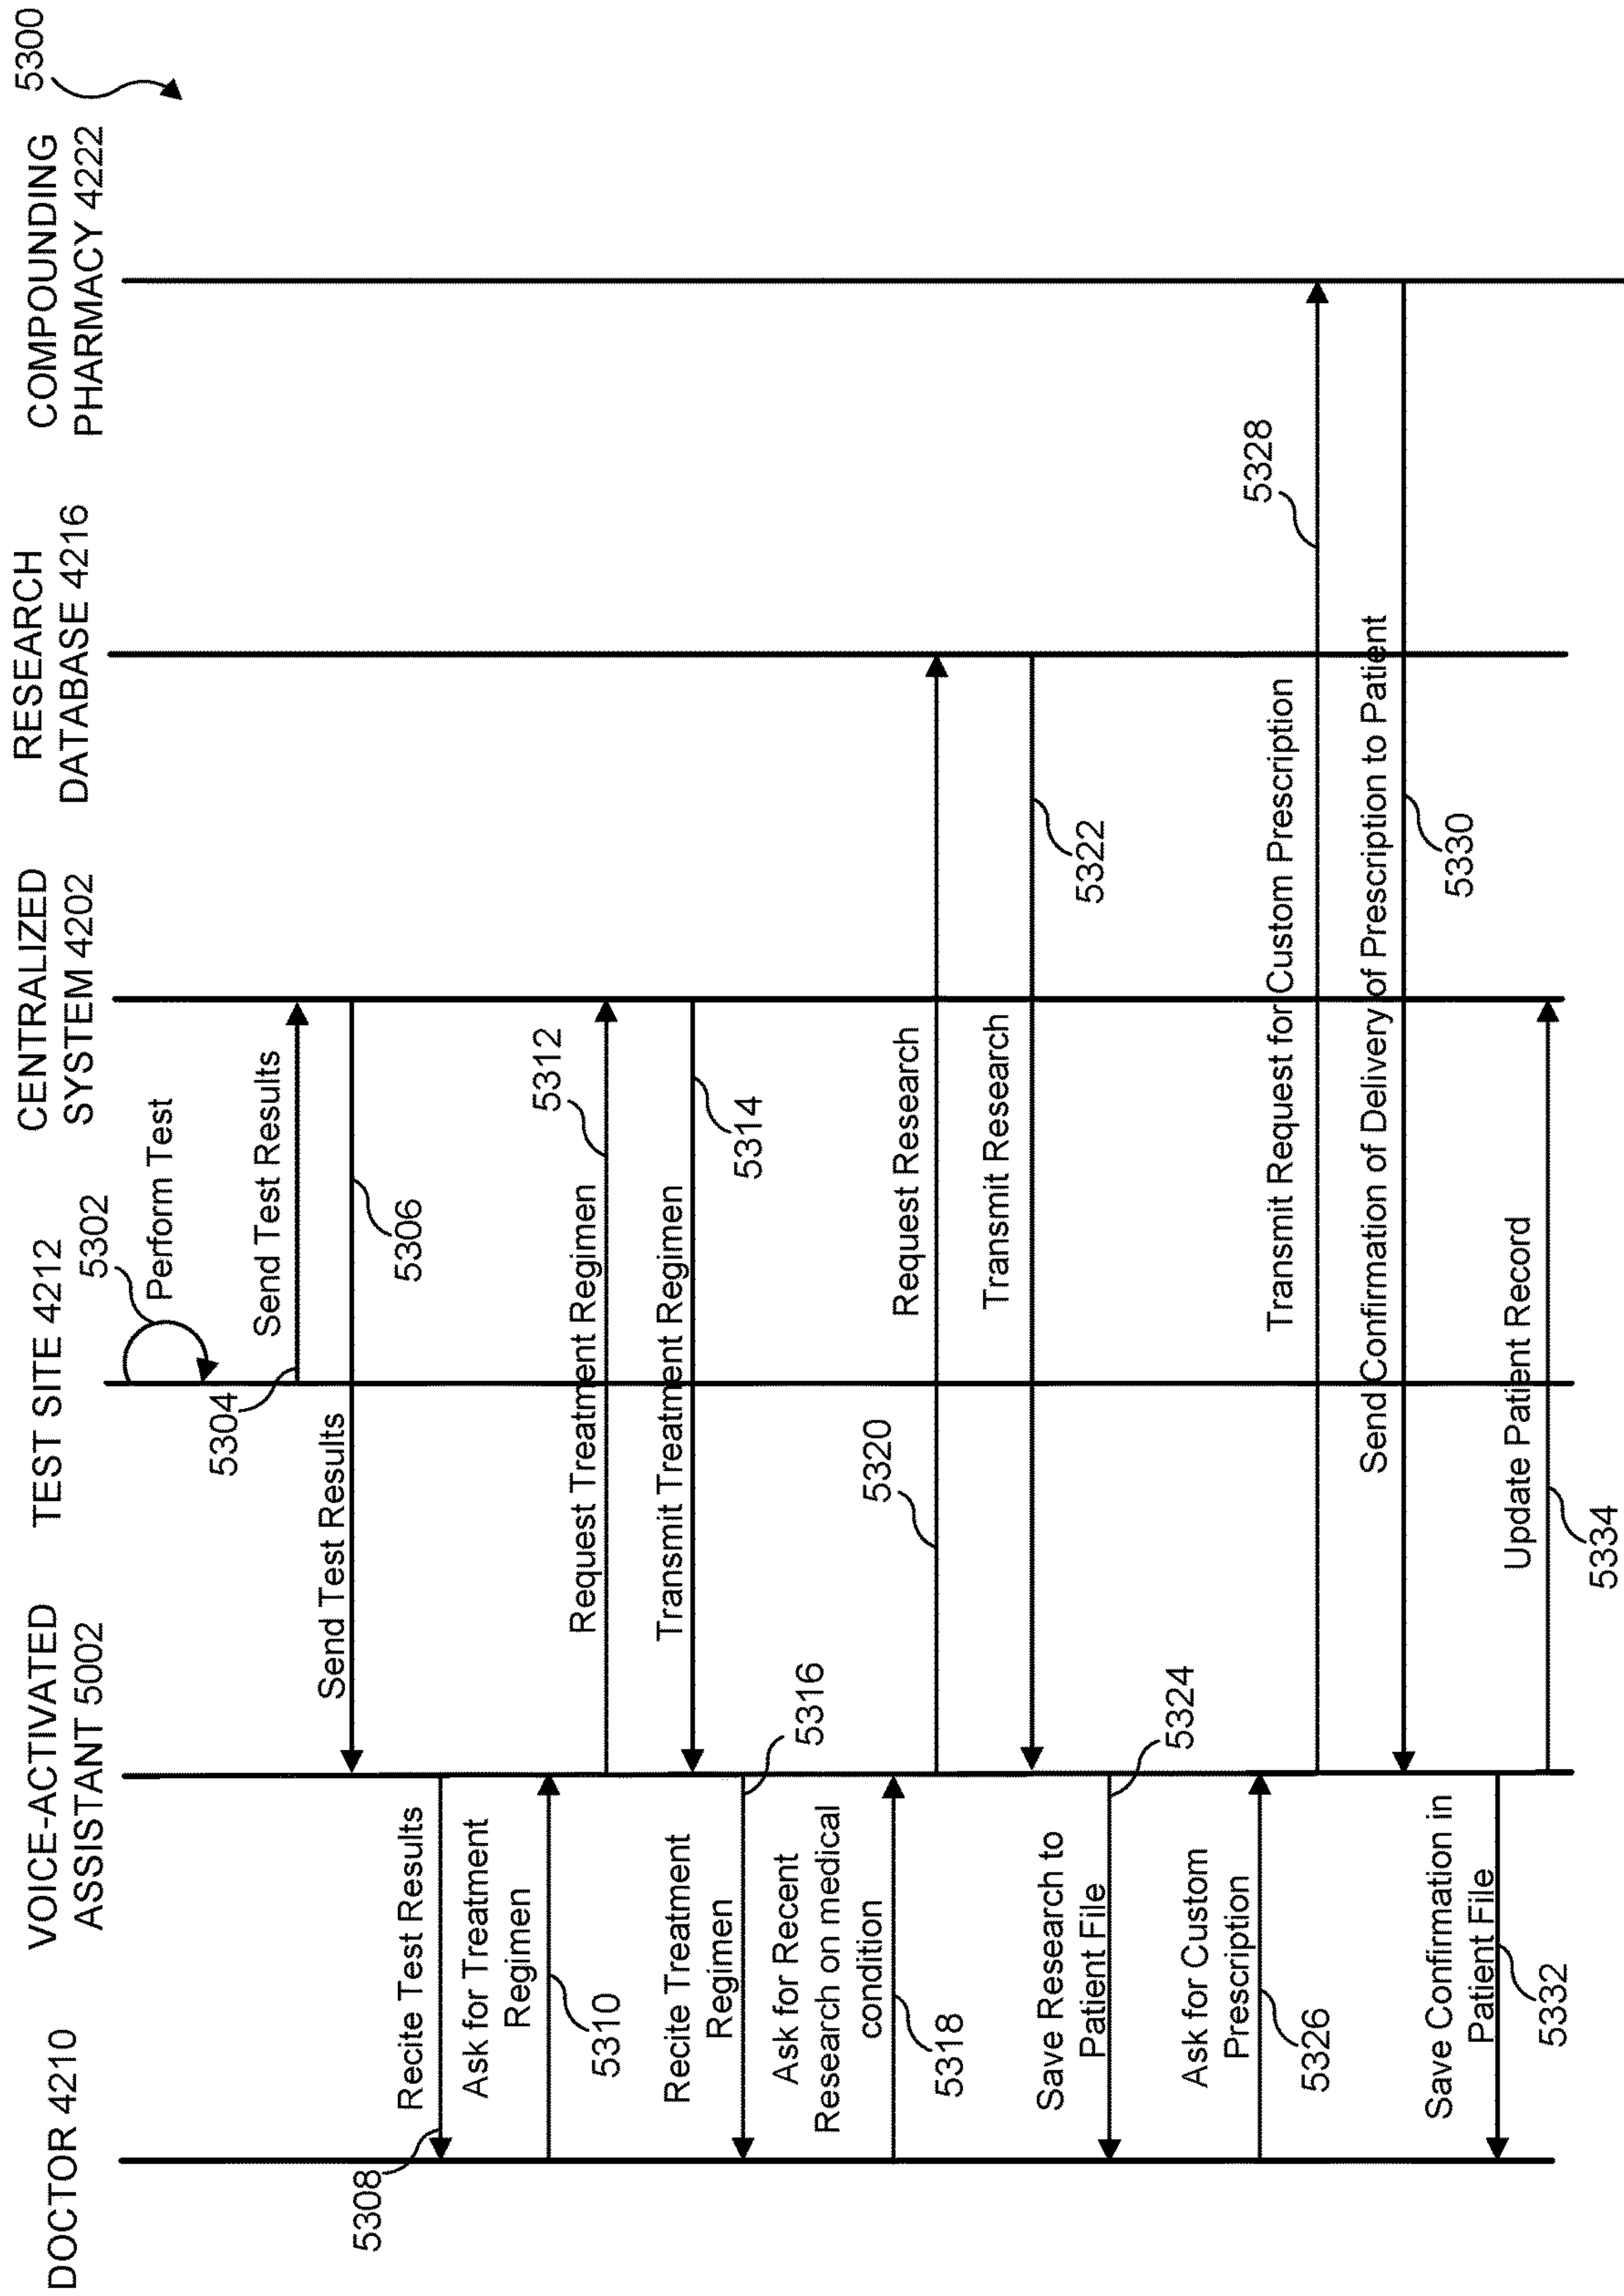 DOCTOR 4210
VOICE-ACTIVATED
ASSISTANT 5002
TEST SITE 4212
CENTRALIZED
SYSTEM 4202
RESEARCH
DATABASE 4216
COMPOUNDING
PHARMACY 4222
5300
5302
Perform Test
5304
Send Test Results
Send Test Results
5306
5308
Recite Test Results
Ask for Treatment
Regimen
5310
Request Treatment Regimen
5312
Transmit Treatment Regimen
5314
Recite Treatment
Regimen
5316
Ask for Recent
Research on medical
condition
5318
5320
Request Research
Transmit Research
5322
Save Research to
Patient File
5324
Ask for Custom
Prescription
5326
Transmit Request for Custom Prescription
5328
Send Confirmation of Delivery of Prescription to Patient
5330
Save Confirmation in
Patient File
5332
Update Patient Record
5334